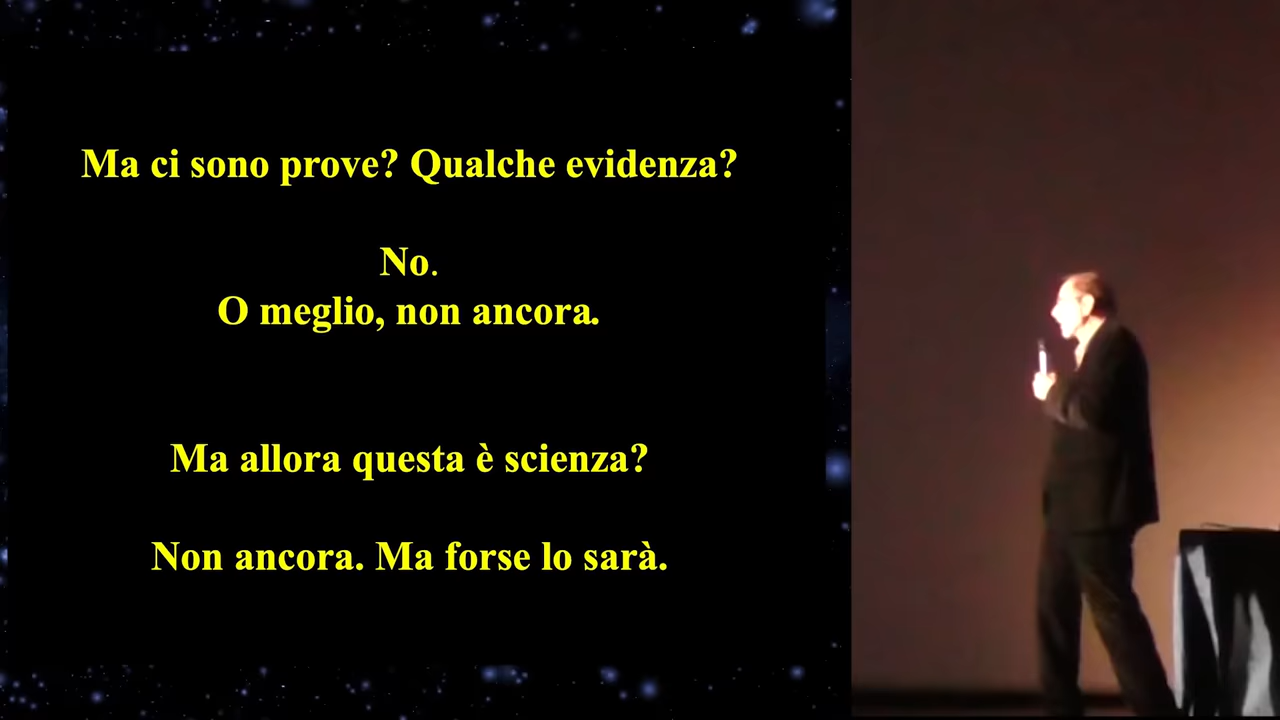 Ma ci sono prove? Qualche evidenza?
No.
O meglio, non ancora.
Ma allora questa è scienza?
Non ancora. Ma forse lo sarà.